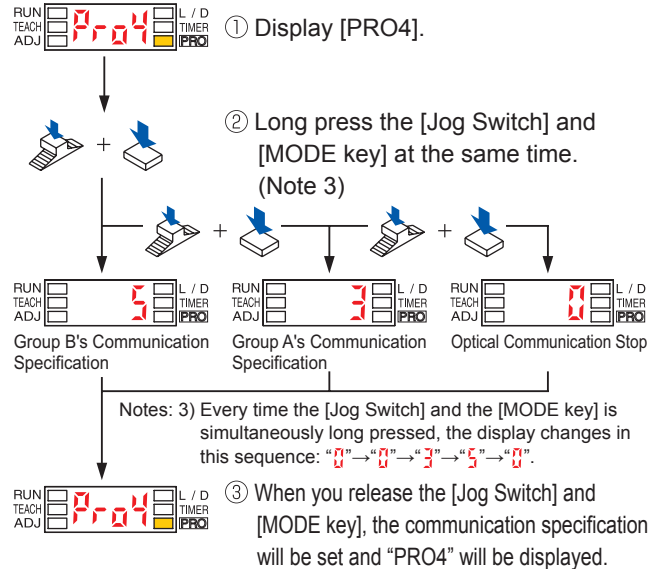 RUN Pro4 L / D
TEACH TIMER
ADJ PRO
① Display [PRO4].
② Long press the [Jog Switch] and
[MODE key] at the same time.
(Note 3)
+
+
+
RUN L / D
TEACH 5 TIMER
ADJ PRO
Group B's Communication
Specification
RUN L / D
TEACH 3 TIMER
ADJ PRO
Group A's Communication
Specification
RUN L / D
TEACH 0 TIMER
ADJ PRO
Optical Communication Stop
Notes: 3) Every time the [Jog Switch] and the [MODE key] is
simultaneously long pressed, the display changes in
this sequence: “0”→“0”→“3”→“5”→“0”.
RUN Pro4 L / D
TEACH TIMER
ADJ PRO
③ When you release the [Jog Switch] and
[MODE key], the communication specification
will be set and “PRO4” will be displayed.